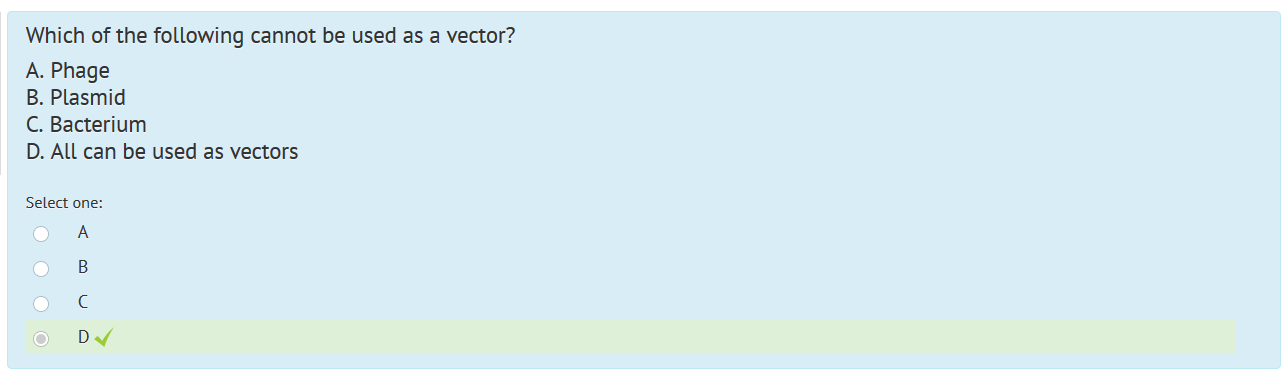 Which of the following cannot be used as a vector?
A. Phage
B. Plasmid
C. Bacterium
D. All can be used as vectors
Select one:
A
B
C
D